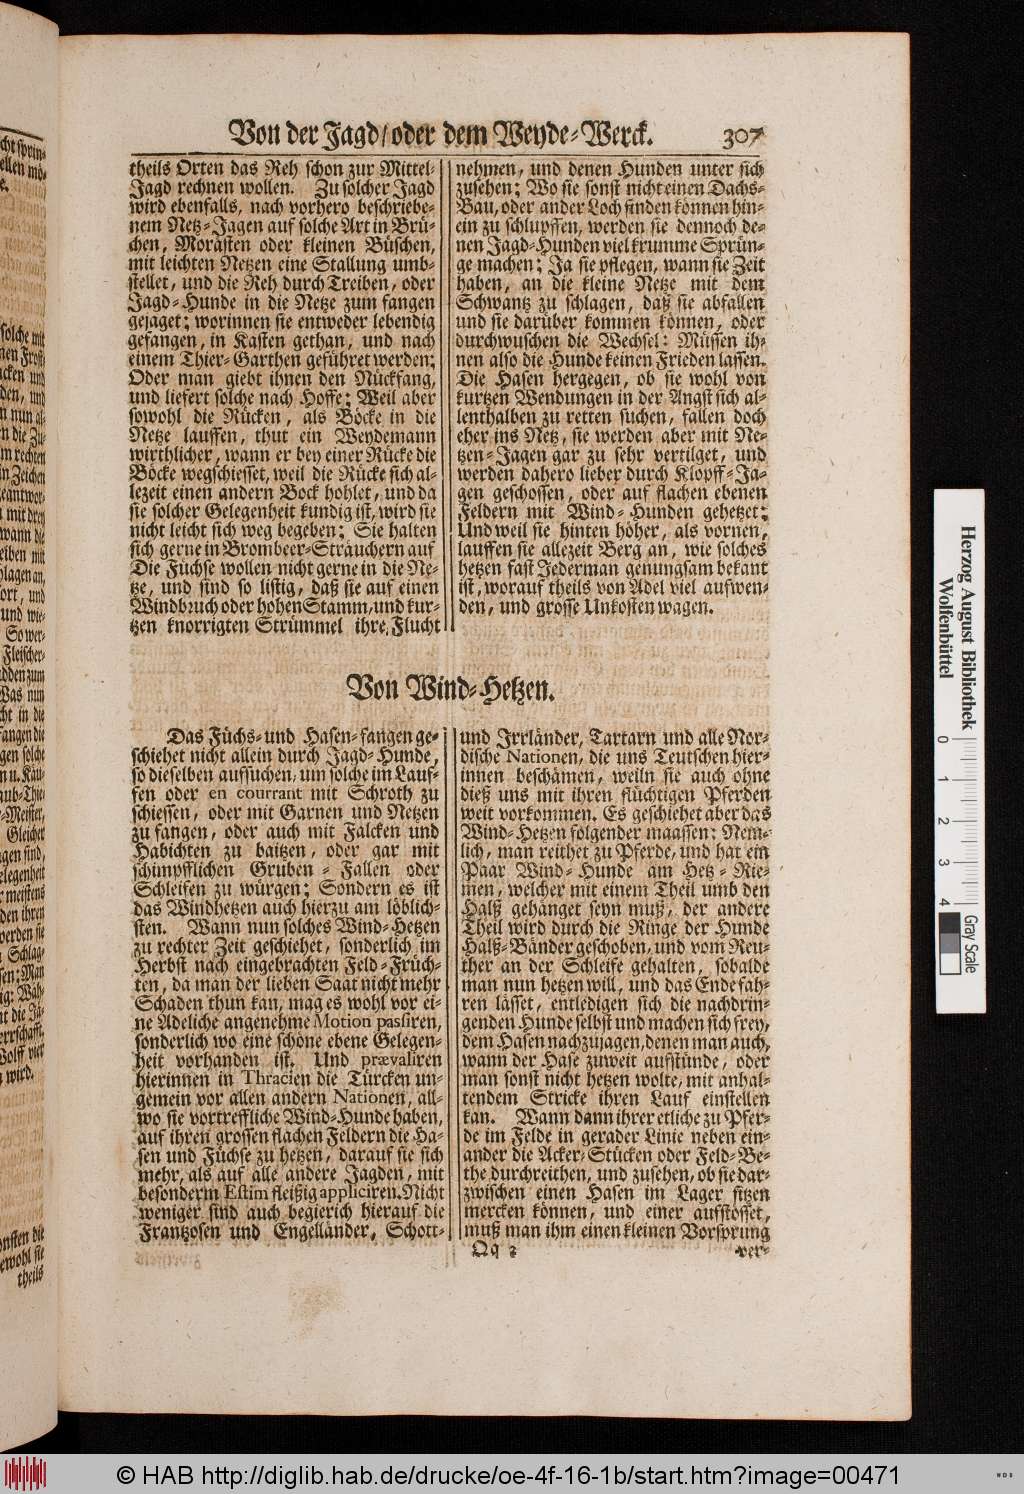 Von der Jagd/ oder dem Weyde-Werck. 307
theils Orten das Reh schon zur Mittel-
Jagd rechnen wollen. Zu solcher Jagd
wird ebenfalls, nach vorhero beschriebe-
nem Netz-Jagen auf solche Art in Brü-
chen, Morästen oder kleinen Büschen,
mit leichten Netzen eine Stallung umb-
stellet, und die Reh durch Treiben, oder
Jagd-Hunde in die Netze zum fangen
gejaget; worinnen sie entweder lebendig
gefangen, in Kasten gethan, und nach
einem Thier-Garthen geführet werden;
Oder man giebt ihnen den Nückfang,
und liefert solche nach Hoffe; Weil aber
sowohl die Rücken, als Böcke in die
Netze lauffen, thut ein Weydemann
wirthlicher, wann er bey einer Rücke die
Böcke wegschiesset, weil die Rücke sich al-
lezeit einen andern Bock hohlet, und da
sie solcher Gelegenheit kundig ist, wird sie
nicht leicht sich weg begeben; Sie halten
sich gerne in Brombeer-Sträuchern auf
Die Füchse wollen nicht gerne in die Ne-
tze, und sind so listig, daß sie auf einen
Windbruch oder hohen Stamm, und kur-
tzen knorrigten Strümmel ihre Flucht
nehmen, und denen Hunden unter sich
zusehen; Wo sie sonst nicht einen Dachs-
Bau, oder ander Loch finden können hin-
ein zu schlupffen, werden sie dennoch de-
nen Jagd-Hunden viel krumme Sprün-
ge machen; Ja sie pflegen, wann sie Zeit
haben, an die kleine Netze mit dem
Schwantz zu schlagen, daß sie abfallen
und sie darüber kommen können, oder
durchwuschen die Wechsel: Müssen ih-
nen also die Hunde keinen Frieden lassen.
Die Hasen hergegen, ob sie wohl von
kurtzen Wendungen in der Angst sich al-
lenthalben zu retten suchen, fallen doch
eher ins Netz, sie werden aber mit Ne-
tzen-Jagen gar zu sehr vertilget, und
werden dahero lieber durch Klopff-Ja-
gen geschossen, oder auf flachen ebenen
Feldern mit Wind-Hunden gehetzet;
Und weil sie hinten höher, als vornen,
lauffen sie allezeit Berg an, wie solches
hetzen fast Jederman genungsam bekant
ist, worauf theils von Adel viel aufwen-
den, und grosse Unkosten wagen.
Von Wind-Hetzen.
Das Füchs- und Hasen-fangen ge-
schiehet nicht allein durch Jagd-Hunde,
so dieselben aufsuchen, um solche im Lauf-
fen oder en courrant mit Schroth zu
schiessen, oder mit Garnen und Netzen
zu fangen, oder auch mit Falcken und
Habichten zu baitzen, oder gar mit
schimpfflichen Gruben-Fallen oder
Schleifen zu würgen; Sondern es ist
das Windhetzen auch hierzu am löblich-
sten. Wann nun solches Wind-Hetzen
zu rechter Zeit geschiehet, sonderlich im
Herbst nach eingebrachten Feld-Früch-
ten, da man der lieben Saat nicht mehr
Schaden thun kan, mag es wohl vor ei-
ne Adeliche angenehme Motion passiren,
sonderlich wo eine schöne ebene Gelegen-
heit vorhanden ist. Und prævaliren
hierinnen in Thracien die Türcken un-
gemein vor allen andern Nationen, all-
wo sie vortreffliche Wind-Hunde haben,
auf ihren grossen flachen Feldern die Ha-
sen und Füchse zu hetzen, darauf sie sich
mehr, als auf alle andere Jagden, mit
besonderm Estim fleißig appliciren. Nicht
weniger sind auch begierich hierauf die
Frantzosen und Engelländer, Schott-
und Irrländer, Tartarn und alle Nor-
dische Nationen, die uns Teutschen hier-
innen beschämen, weiln sie auch ohne
dieß uns mit ihren flüchtigen Pferden
weit vorkommen. Es geschiehet aber das
Wind-Hetzen folgender maassen: Nem-
lich, man reithet zu Pferde, und hat ein
Paar Wind-Hunde am Hetz-Rie-
men, welcher mit einem Theil umb den
Halß gehänget seyn muß, der andere
Theil wird durch die Ringe der Hunde
Halß-Bänder geschoben, und vom Reu-
ther an der Schleife gehalten, sobalde
man nun hetzen will, und das Ende fah-
ren lässet, entledigen sich die nachdrin-
genden Hunde selbst und machen sich frey,
dem Hasen nachzujagen, denen man auch,
wann der Hase zuweit aufstünde, oder
man sonst nicht hetzen wolte, mit anhal-
tendem Stricke ihren Lauf einstellen
kan. Wann dann ihrer etliche zu Pfer-
de im Felde in gerader Linie neben ein-
ander die Acker-Stücken oder Feld-Be-
the durchreithen, und zusehen, ob sie dar-
zwischen einen Hasen im Lager sitzen
mercken können, und einer aufstösset,
muß man ihm einen kleinen Vorsprung
Qq 2 ver-
Herzog August Bibliothek
Wolfenbüttel
0 1 2 3 4
Gray Scale
© HAB http://diglib.hab.de/drucke/oe-4f-16-1b/start.htm?image=00471